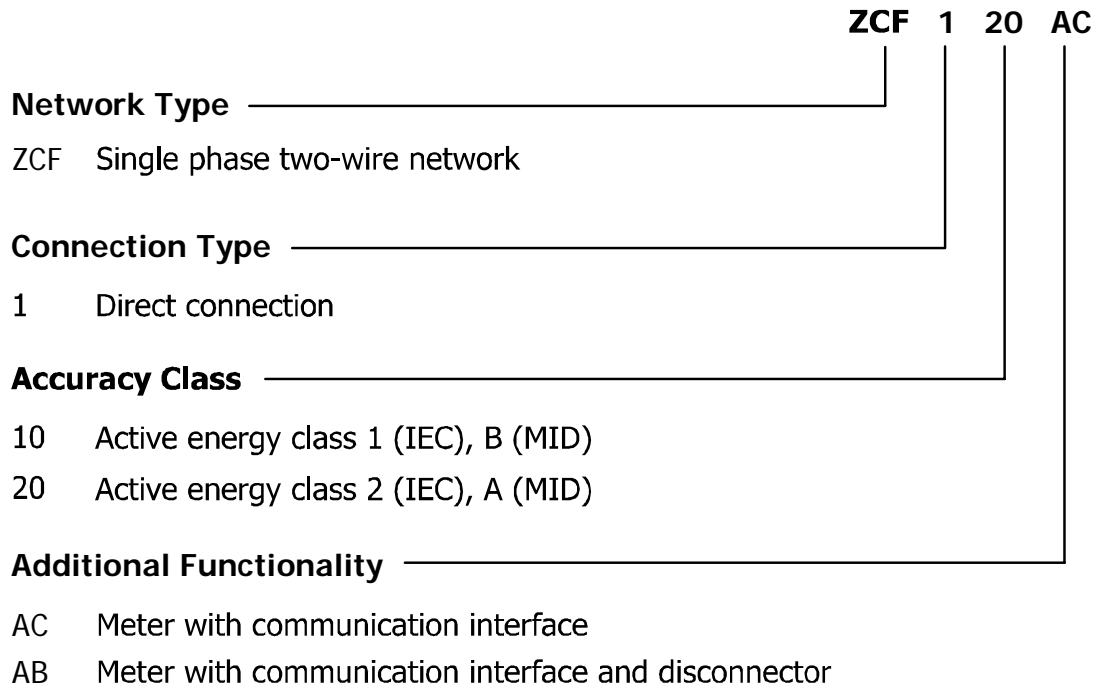 ZCF 1 20 AC
Network Type
ZCF Single phase two-wire network
Connection Type
1 Direct connection
Accuracy Class
10 Active energy class 1 (IEC), B (MID)
20 Active energy class 2 (IEC), A (MID)
Additional Functionality
AC Meter with communication interface
AB Meter with communication interface and disconnector